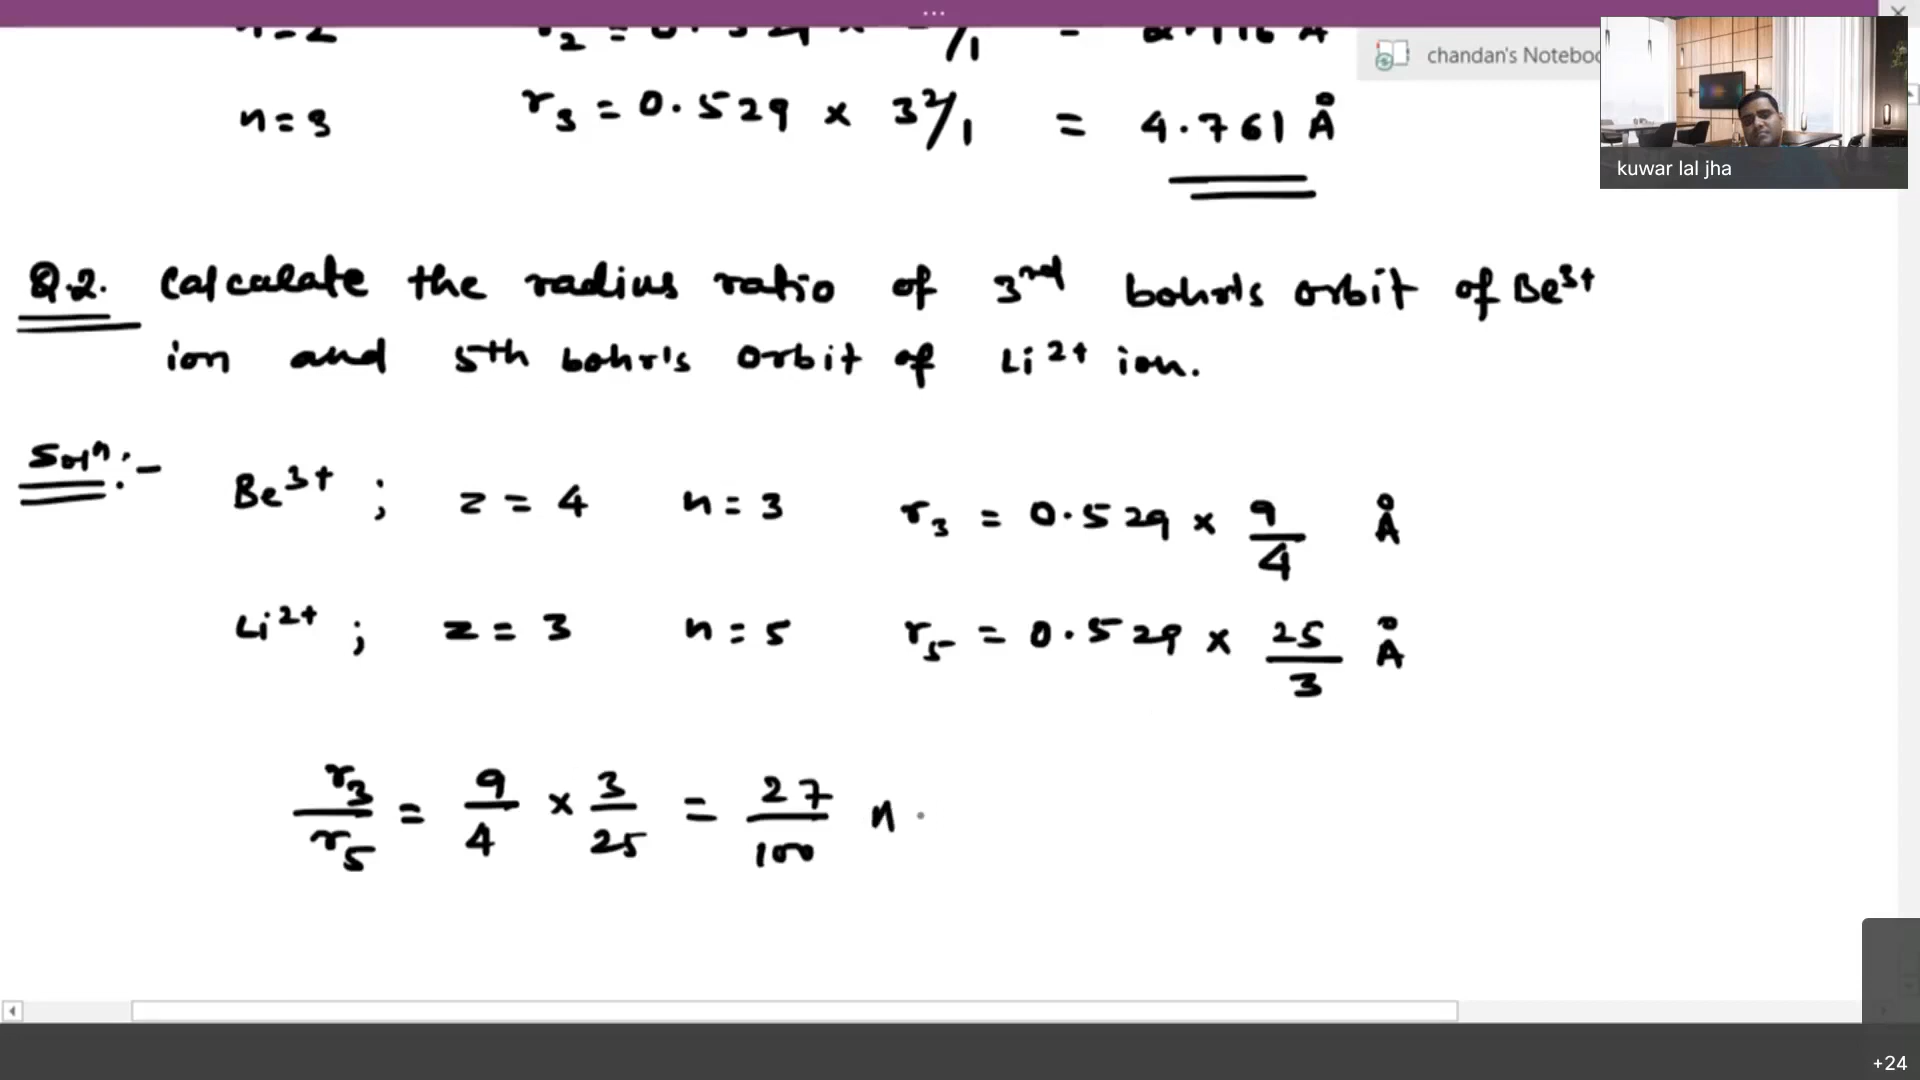 chandan's Noteboo
kuwar lal jha
n=3 r₃ = 0.529 × 3²/1 = 4.761 Å
Q.2. Calculate the radius ratio of 3rd bohr's orbit of Be³⁺
ion and 5th bohr's orbit of Li²⁺ ion.
Solⁿ:-
Be³⁺ ; z = 4 n = 3 r₃ = 0.529 × 9/4 Å
Li²⁺ ; z = 3 n = 5 r₅ = 0.529 × 25/3 Å
r₃/r₅ = 9/4 × 3/25 = 27/100 n
+24